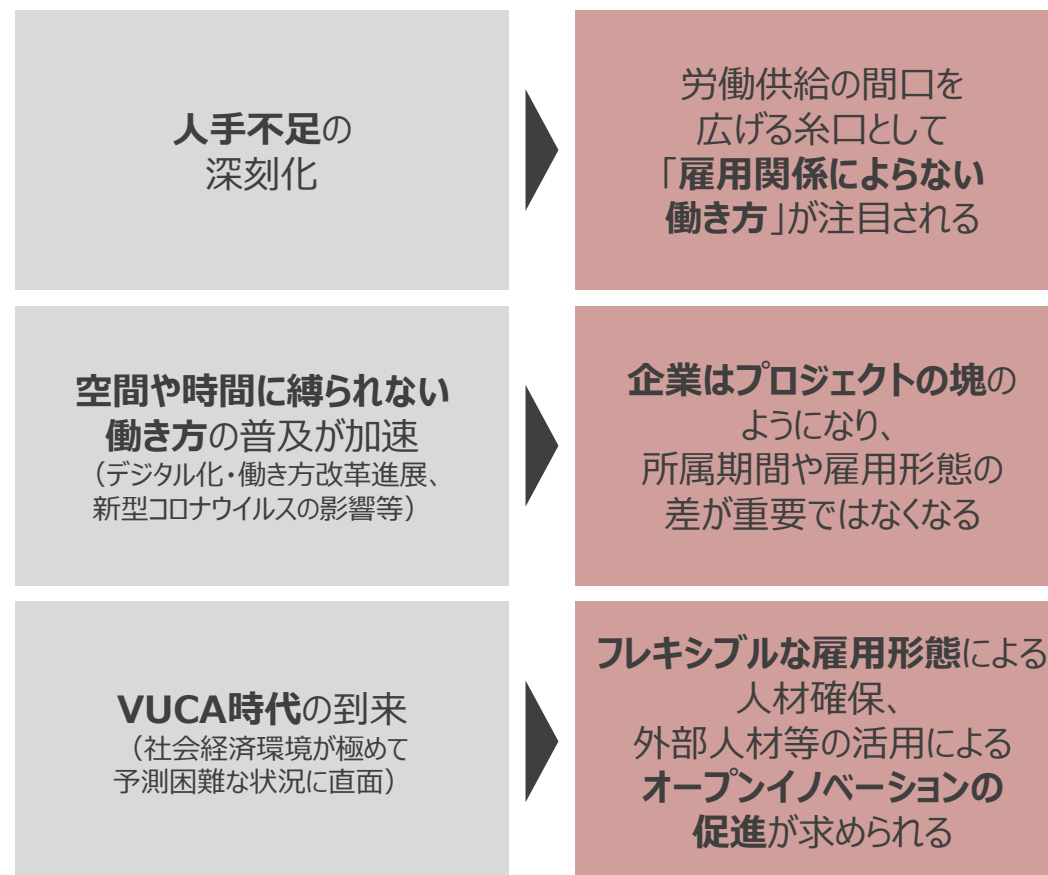 人手不足の
深刻化
労働供給の間口を
広げる糸口として
「雇用関係によらない
働き方」が注目される
空間や時間に縛られない
働き方の普及が加速
（デジタル化・働き方改革進展、
新型コロナウイルスの影響等）
企業はプロジェクトの塊の
ようになり、
所属期間や雇用形態の
差が重要ではなくなる
VUCA時代の到来
（社会経済環境が極めて
予測困難な状況に直面）
フレキシブルな雇用形態による
人材確保、
外部人材等の活用による
オープンイノベーションの
促進が求められる